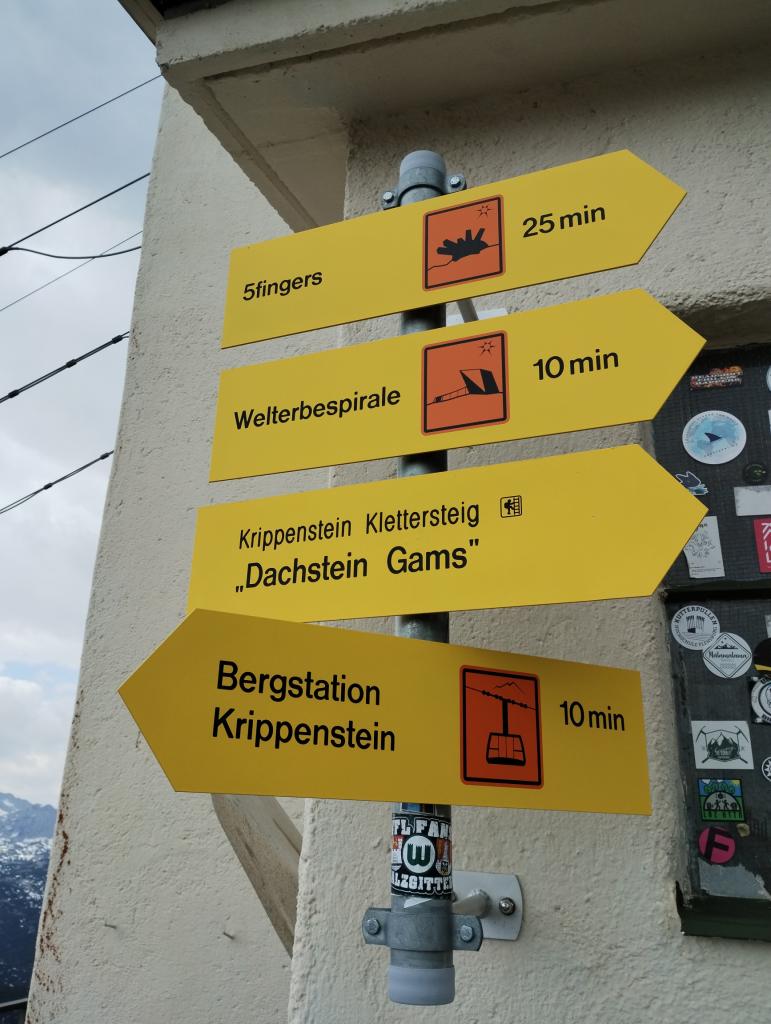 5fingers 25 min
Welterbespirale 10 min
Krippenstein Klettersteig
„Dachstein Gams"
Bergstation
Krippenstein
10 min